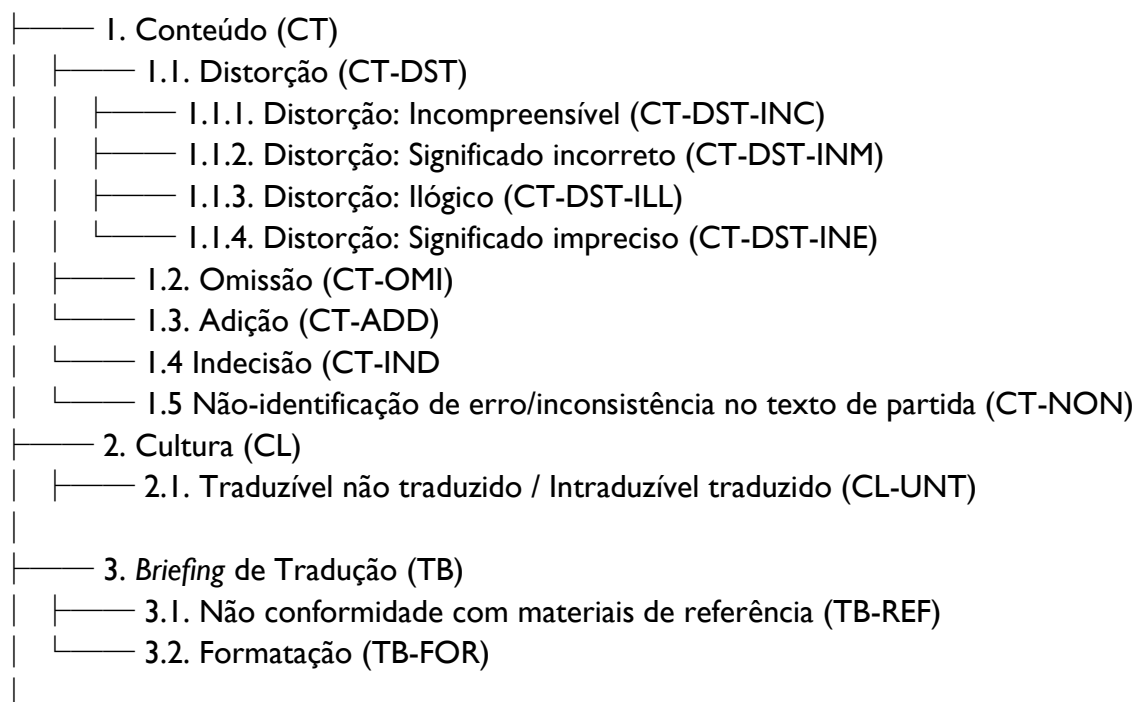 1. Conteúdo (CT)
1.1. Distorção (CT-DST)
1.1.1. Distorção: Incompreensível (CT-DST-INC)
1.1.2. Distorção: Significado incorreto (CT-DST-INM)
1.1.3. Distorção: Ilógico (CT-DST-ILL)
1.1.4. Distorção: Significado impreciso (CT-DST-INE)
1.2. Omissão (CT-OMI)
1.3. Adição (CT-ADD)
1.4 Indecisão (CT-IND
1.5 Não-identificação de erro/inconsistência no texto de partida (CT-NON)
2. Cultura (CL)
2.1. Traduzível não traduzido / Intraduzível traduzido (CL-UNT)
3. Briefing de Tradução (TB)
3.1. Não conformidade com materiais de referência (TB-REF)
3.2. Formatação (TB-FOR)